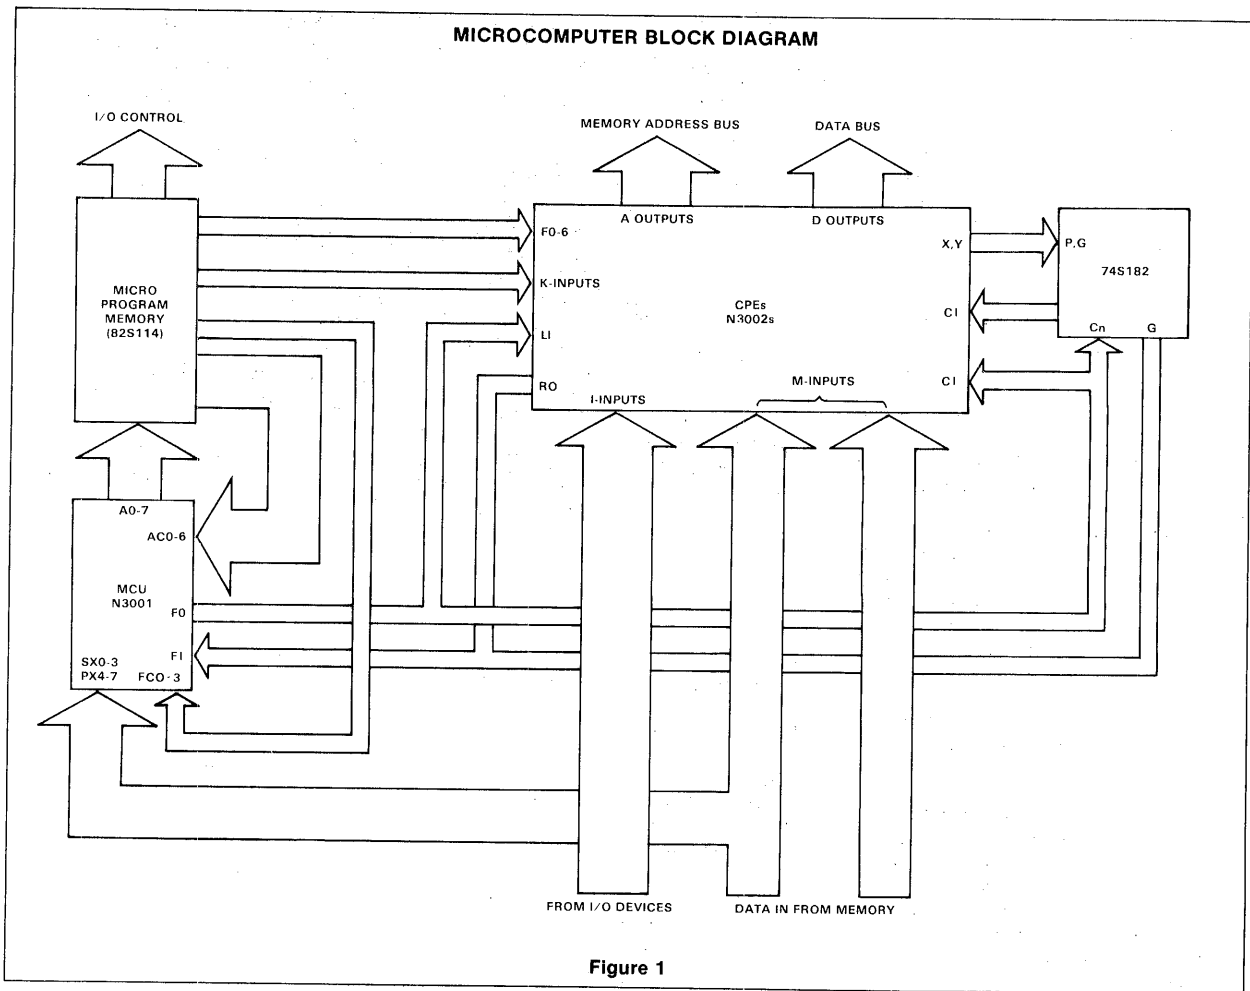 MICROCOMPUTER BLOCK DIAGRAM
I/O CONTROL
MEMORY ADDRESS BUS
DATA BUS
A OUTPUTS
D OUTPUTS
F0-6
X,Y
P,G
74S182
K-INPUTS
MICRO
PROGRAM
MEMORY
(82S114)
CPEs
N3002s
CI
LI
Cn
G
RO
I-INPUTS
M-INPUTS
CI
A0-7
AC0-6
MCU
N3001
F0
FI
SX0-3
PX4-7
FCO-3
FROM I/O DEVICES
DATA IN FROM MEMORY
Figure 1